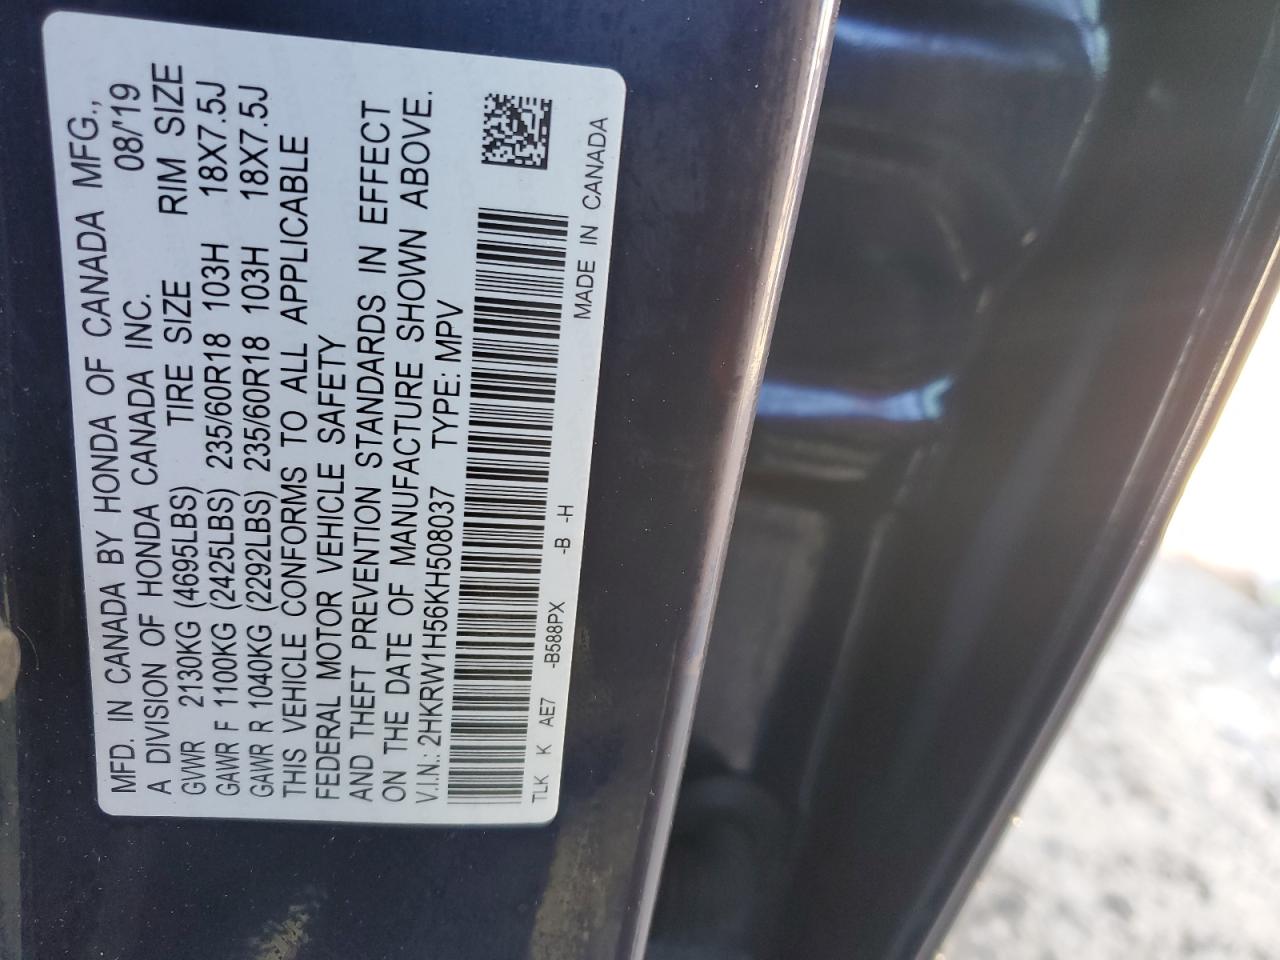 MFD. IN CANADA BY HONDA OF CANADA MFG.,
A DIVISION OF HONDA CANADA INC. 08/'19
GVWR 2130KG (4695LBS) TIRE SIZE RIM SIZE
GAWR F 1100KG (2425LBS) 235/60R18 103H 18X7.5J
GAWR R 1040KG (2292LBS) 235/60R18 103H 18X7.5J
THIS VEHICLE CONFORMS TO ALL APPLICABLE
FEDERAL MOTOR VEHICLE SAFETY
AND THEFT PREVENTION STANDARDS IN EFFECT
ON THE DATE OF MANUFACTURE SHOWN ABOVE.
V.I.N.: 2HKRW1H56KH508037 TYPE: MPV
TLK K AE7 -B588PX -B -H MADE IN CANADA